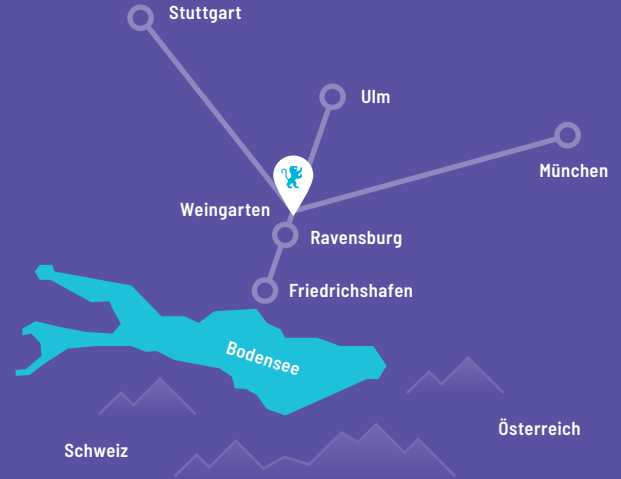 Stuttgart
Ulm
München
Weingarten
Ravensburg
Friedrichshafen
Bodensee
Österreich
Schweiz